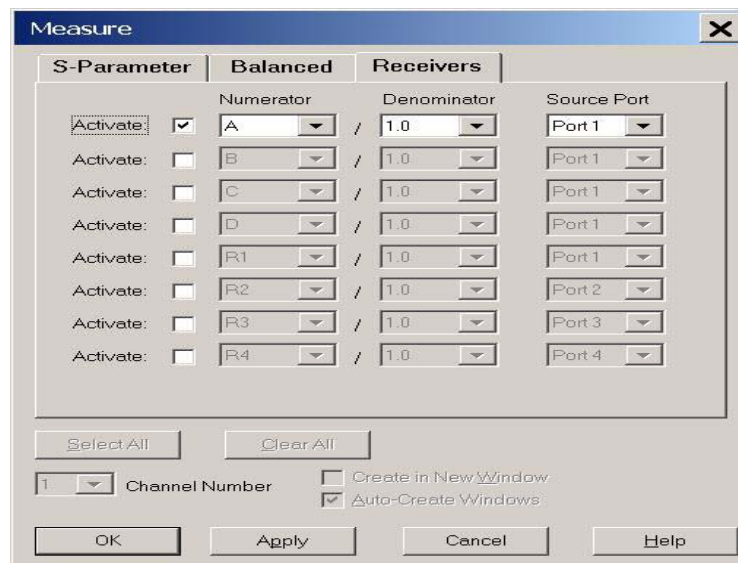 Measure
S-Parameter Balanced Receivers
Numerator Denominator Source Port
Activate: A / 1.0 Port 1
Activate: B / 1.0 Port 1
Activate: C / 1.0 Port 1
Activate: D / 1.0 Port 1
Activate: R1 / 1.0 Port 1
Activate: R2 / 1.0 Port 2
Activate: R3 / 1.0 Port 3
Activate: R4 / 1.0 Port 4
Select All Clear All
1 Channel Number
Create in New Window
Auto-Create Windows
OK Apply Cancel Help